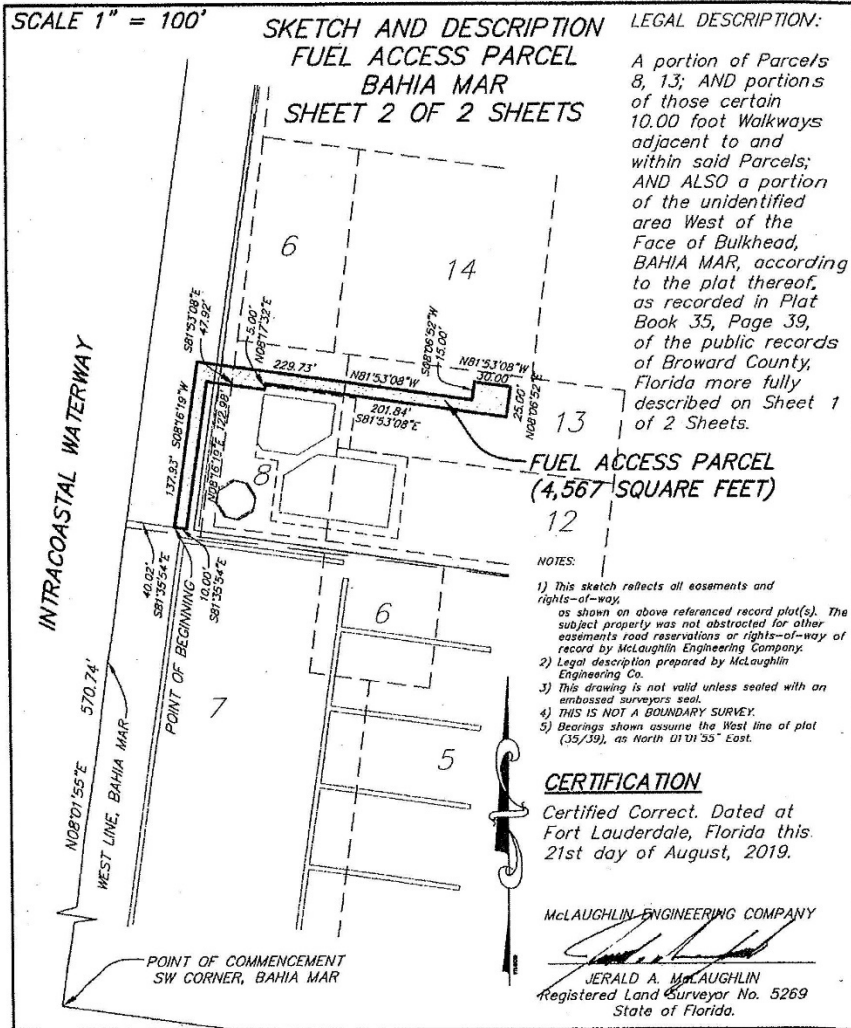 SCALE 1" = 100'
SKETCH AND DESCRIPTION
FUEL ACCESS PARCEL
BAHIA MAR
SHEET 2 OF 2 SHEETS
LEGAL DESCRIPTION:
A portion of Parcels
8, 13; AND portions
of those certain
10.00 foot Walkways
adjacent to and
within said Parcels;
AND ALSO a portion
of the unidentified
area West of the
Face of Bulkhead,
BAHIA MAR, according
to the plat thereof,
as recorded in Plat
Book 35, Page 39,
of the public records
of Broward County,
Florida more fully
described on Sheet 1
of 2 Sheets.
6
14
S81°53'08"E
47.92'
5.00'
N08°17'32"E
S08°06'52"W
15.00'
N81°53'08"W
30.00'
229.73'
N81°53'08"W
25.00'
N08°06'52"E
201.84'
S81°53'08"E
13
137.93' S08°16'19"W
N08°16'19"E 122.98'
8
FUEL ACCESS PARCEL
(4,567 SQUARE FEET)
12
INTRACOASTAL WATERWAY
40.02'
S81°35'54"E
10.00'
S81°35'54"E
POINT OF BEGINNING
6
7
5
N08°01'55"E 570.74'
WEST LINE, BAHIA MAR
POINT OF COMMENCEMENT
SW CORNER, BAHIA MAR
NOTES:
1) This sketch reflects all easements and
rights-of-way,
as shown on above referenced record plat(s). The
subject property was not abstracted for other
easements road reservations or rights-of-way of
record by McLaughlin Engineering Company.
2) Legal description prepared by McLaughlin
Engineering Co.
3) This drawing is not valid unless sealed with an
embossed surveyors seal.
4) THIS IS NOT A BOUNDARY SURVEY.
5) Bearings shown assume the West line of plat
(35/39), as North 01°01'55" East.
CERTIFICATION
Certified Correct. Dated at
Fort Lauderdale, Florida this
21st day of August, 2019.
McLAUGHLIN ENGINEERING COMPANY
JERALD A. McLAUGHLIN
Registered Land Surveyor No. 5269
State of Florida.